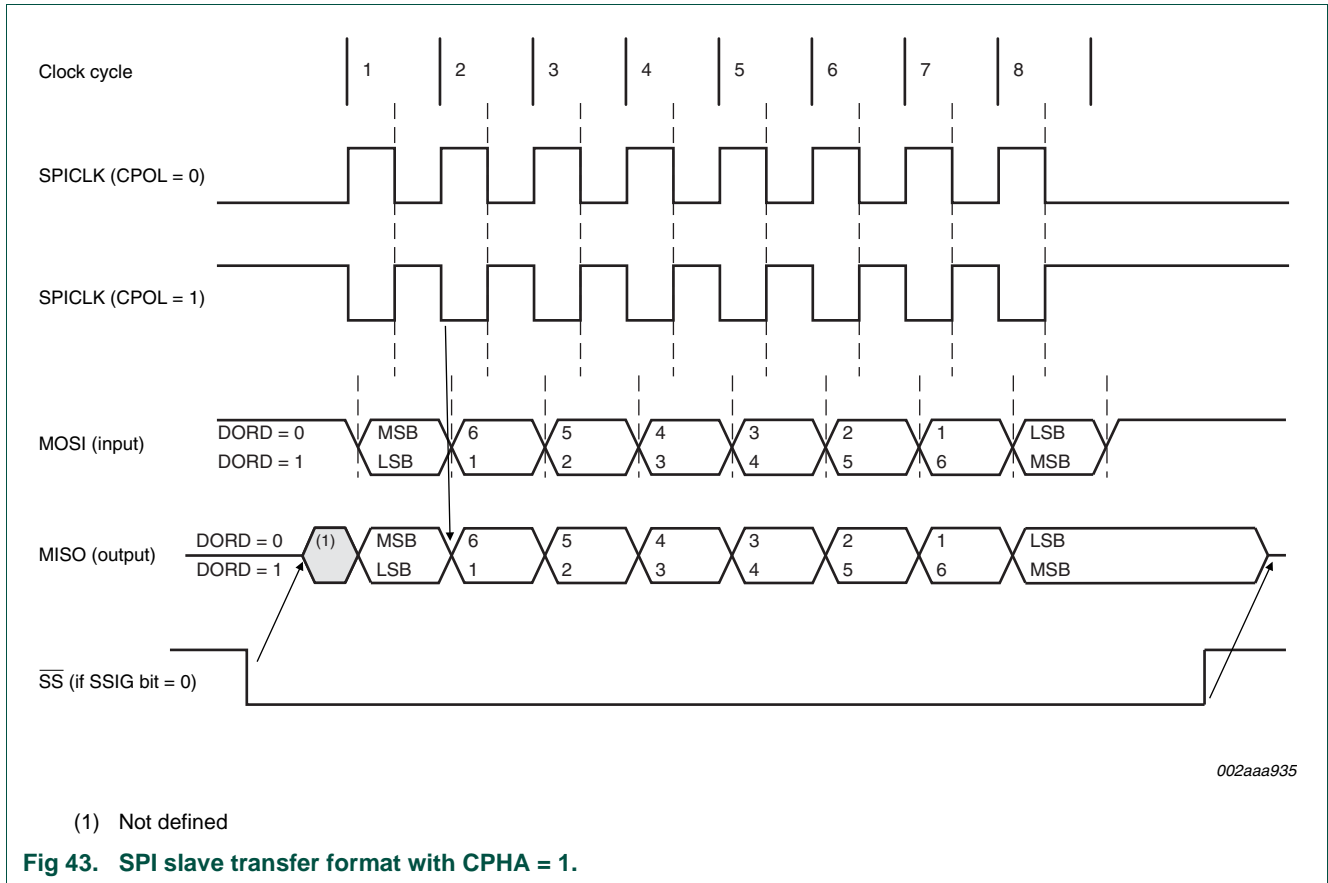 Clock cycle 1 2 3 4 5 6 7 8
SPICLK (CPOL = 0)
SPICLK (CPOL = 1)
MOSI (input)
DORD = 0 MSB 6 5 4 3 2 1 LSB
DORD = 1 LSB 1 2 3 4 5 6 MSB
MISO (output)
DORD = 0 (1) MSB 6 5 4 3 2 1 LSB
DORD = 1 LSB 1 2 3 4 5 6 MSB
S̅S̅ (if SSIG bit = 0)
002aaa935
(1) Not defined
Fig 43. SPI slave transfer format with CPHA = 1.